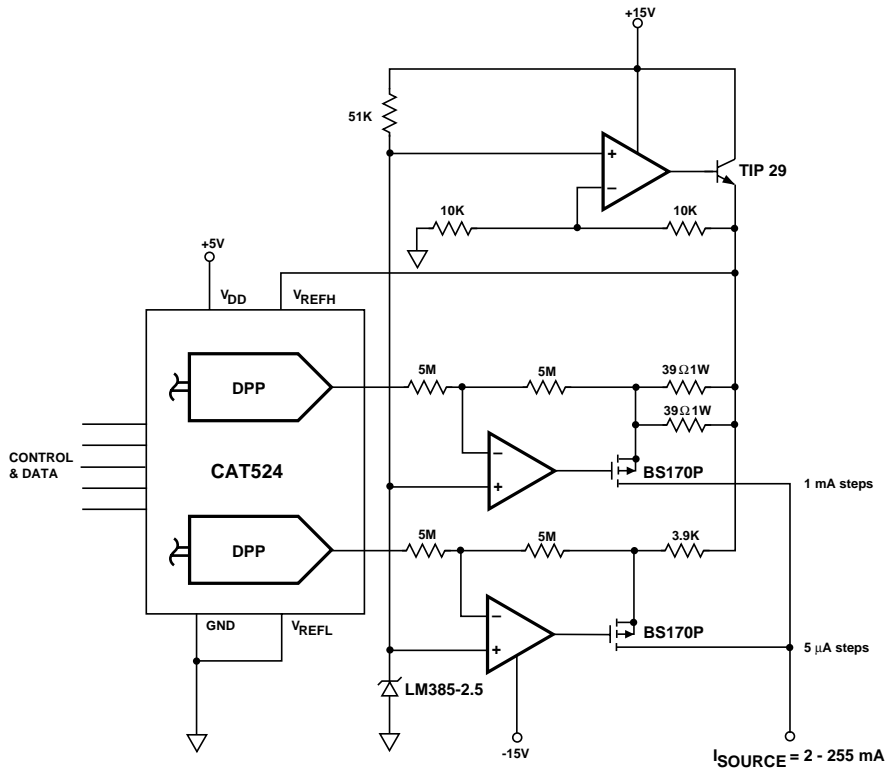 +15V
51K
+
−
TIP 29
10K
10K
+5V
VDD
VREFH
DPP
5M
5M
39Ω1W
39Ω1W
CONTROL
& DATA
CAT524
−
+
BS170P
1 mA steps
DPP
5M
5M
3.9K
GND
VREFL
−
+
BS170P
5 µA steps
LM385-2.5
-15V
ISOURCE = 2 - 255 mA